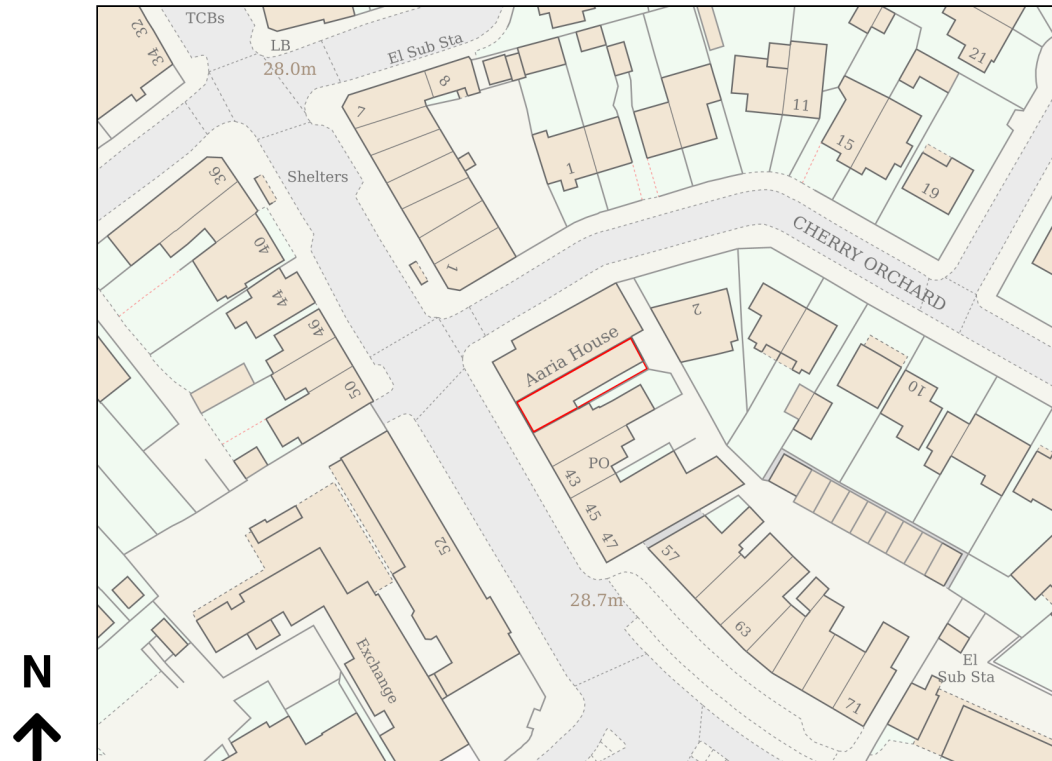 TCBs
32
34
LB
28.0m
El Sub Sta
21
8
7
11
15
1
19
36
Shelters
40
CHERRY ORCHARD
1
44
46
2
Aaria House
50
10
PO
43
45
47
52
57
28.7m
63
Exchange
El
Sub Sta
71
N